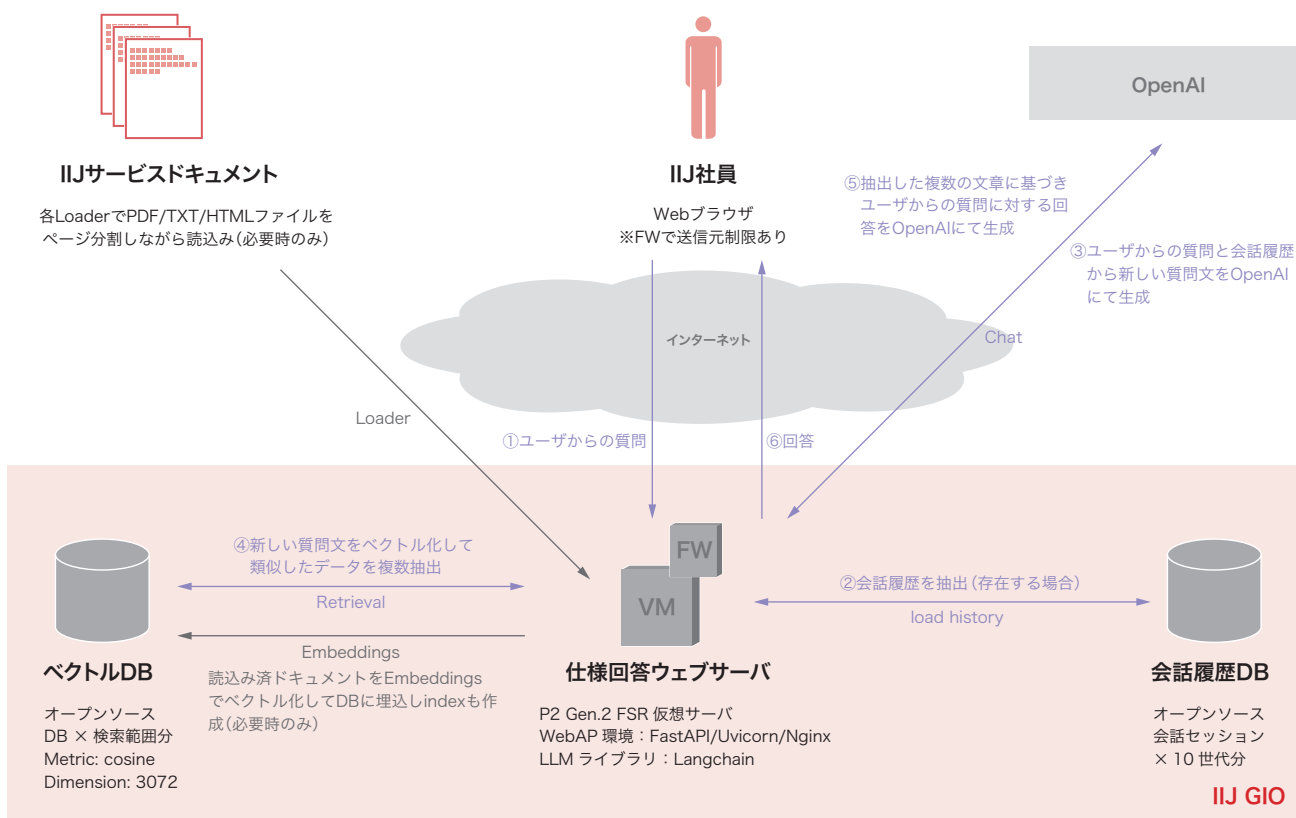 OpenAI
IIJサービスドキュメント
各LoaderでPDF/TXT/HTMLファイルを
ページ分割しながら読込み(必要時のみ)
IIJ社員
Webブラウザ
※FWで送信元制限あり
⑤抽出した複数の文章に基づき
ユーザからの質問に対する回
答をOpenAIにて生成
③ユーザからの質問と会話履歴
から新しい質問文をOpenAI
にて生成
インターネット
Chat
Loader
①ユーザからの質問
⑥回答
④新しい質問文をベクトル化して
類似したデータを複数抽出
Retrieval
Embeddings
読込み済ドキュメントをEmbeddings
でベクトル化してDBに埋込しindexも作
成(必要時のみ)
FW
VM
②会話履歴を抽出(存在する場合)
load history
ベクトルDB
オープンソース
DB × 検索範囲分
Metric: cosine
Dimension: 3072
仕様回答ウェブサーバ
P2 Gen.2 FSR 仮想サーバ
WebAP 環境：FastAPI/Uvicorn/Nginx
LLM ライブラリ：Langchain
会話履歴DB
オープンソース
会話セッション
× 10 世代分
IIJ GIO